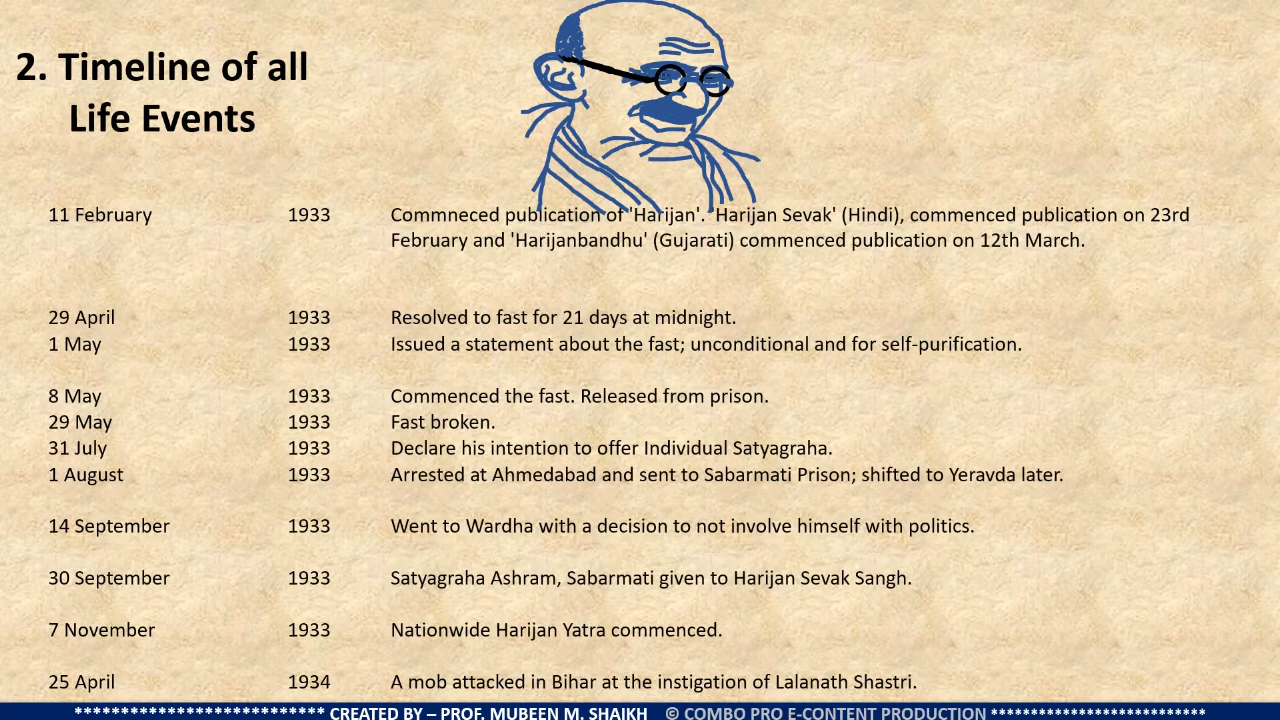 2. Timeline of all
Life Events
11 February 1933 Commneced publication of 'Harijan'. 'Harijan Sevak' (Hindi), commenced publication on 23rd
February and 'Harijanbandhu' (Gujarati) commenced publication on 12th March.
29 April 1933 Resolved to fast for 21 days at midnight.
1 May 1933 Issued a statement about the fast; unconditional and for self-purification.
8 May 1933 Commenced the fast. Released from prison.
29 May 1933 Fast broken.
31 July 1933 Declare his intention to offer Individual Satyagraha.
1 August 1933 Arrested at Ahmedabad and sent to Sabarmati Prison; shifted to Yeravda later.
14 September 1933 Went to Wardha with a decision to not involve himself with politics.
30 September 1933 Satyagraha Ashram, Sabarmati given to Harijan Sevak Sangh.
7 November 1933 Nationwide Harijan Yatra commenced.
25 April 1934 A mob attacked in Bihar at the instigation of Lalanath Shastri.
************************** CREATED BY – PROF. MUBEEN M. SHAIKH © COMBO PRO E-CONTENT PRODUCTION ************************